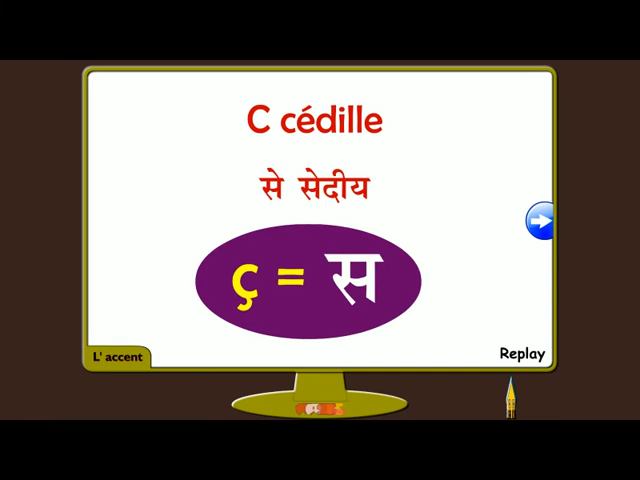 C cédille
से सेदीय
ç = स
L' accent
Replay